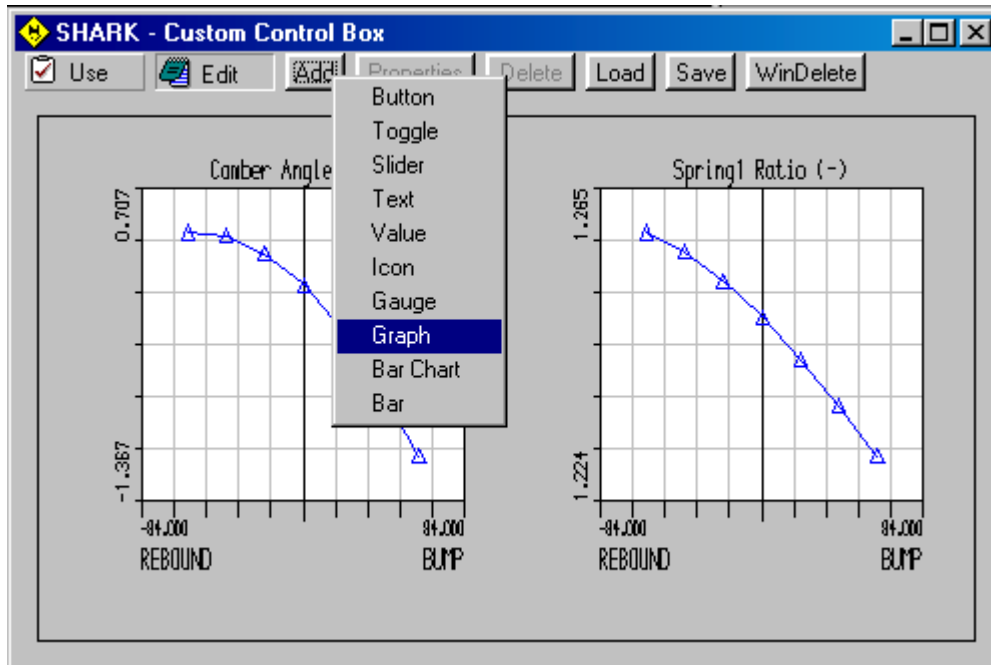 SHARK - Custom Control Box
Use Edit Add Properties Delete Load Save WinDelete
Button
Toggle
Slider
Text
Value
Icon
Gauge
Graph
Bar Chart
Bar
Camber Angle
0.707
-1.387
-84.000 84.000
REBOUND BUMP
Spring1 Ratio (-)
1.265
1.224
-84.000 84.000
REBOUND BUMP